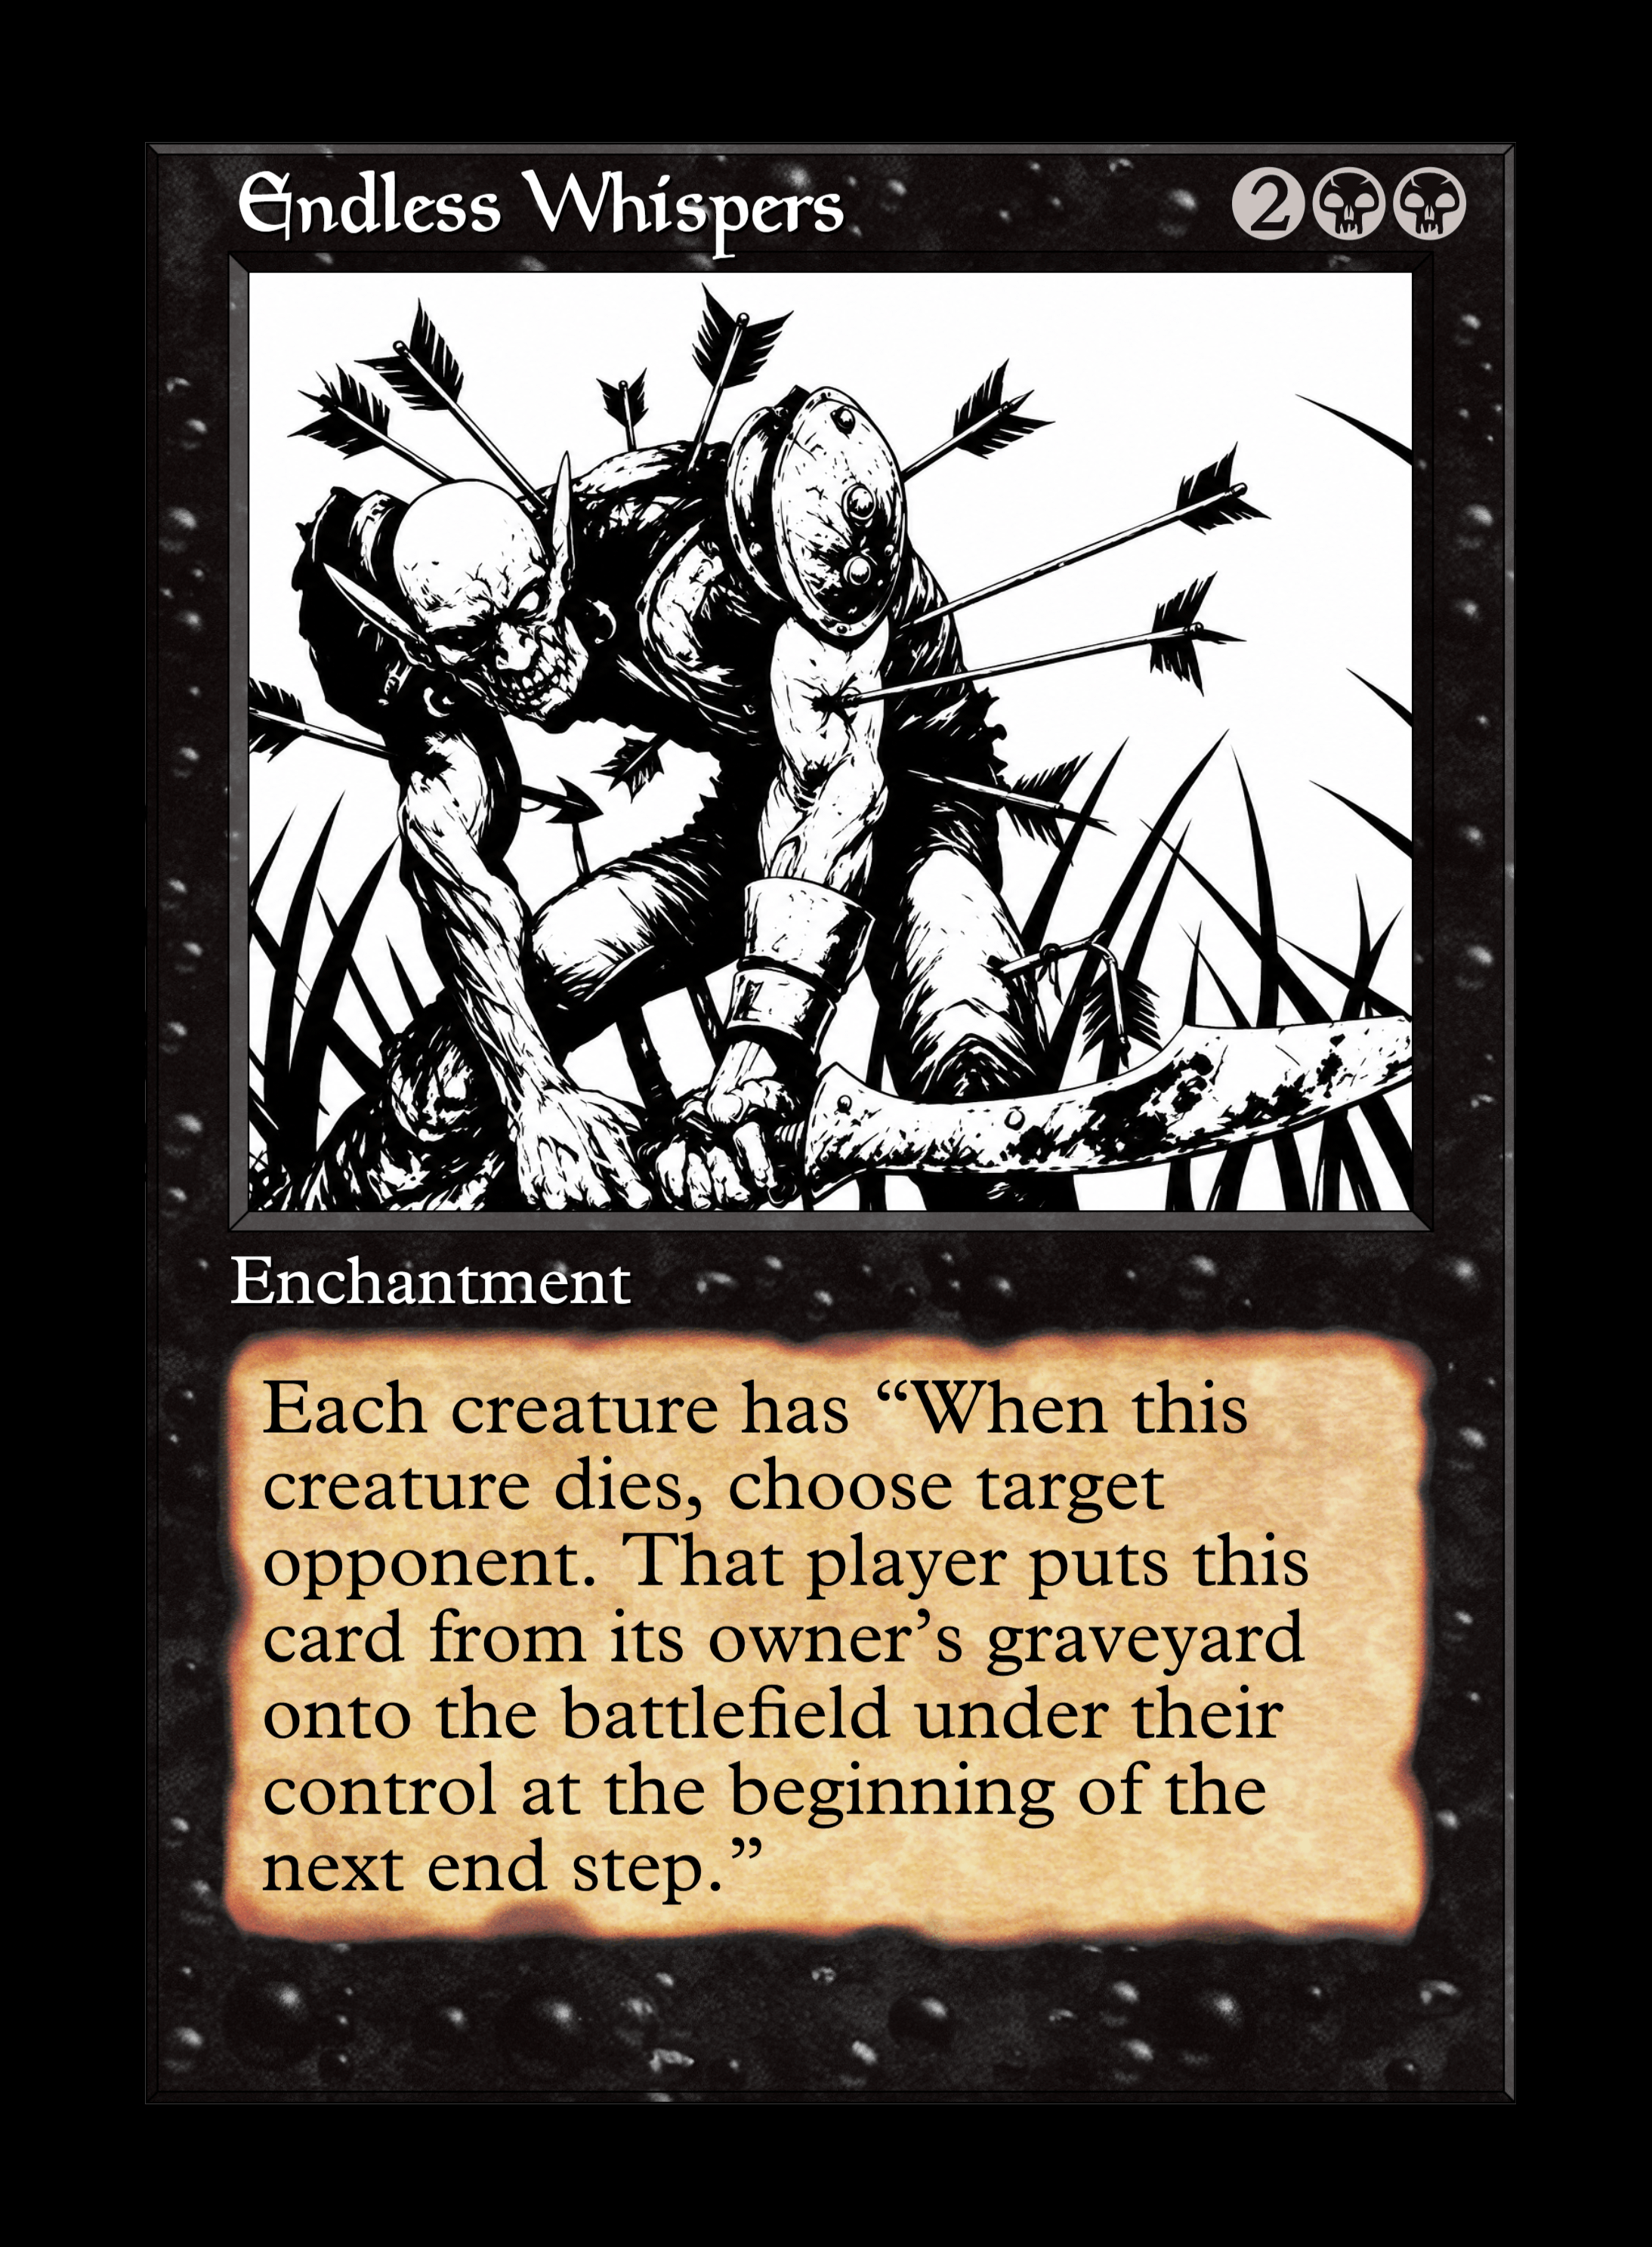 Endless Whispers 2
Enchantment
Each creature has “When this
creature dies, choose target
opponent. That player puts this
card from its owner’s graveyard
onto the battlefield under their
control at the beginning of the
next end step.”